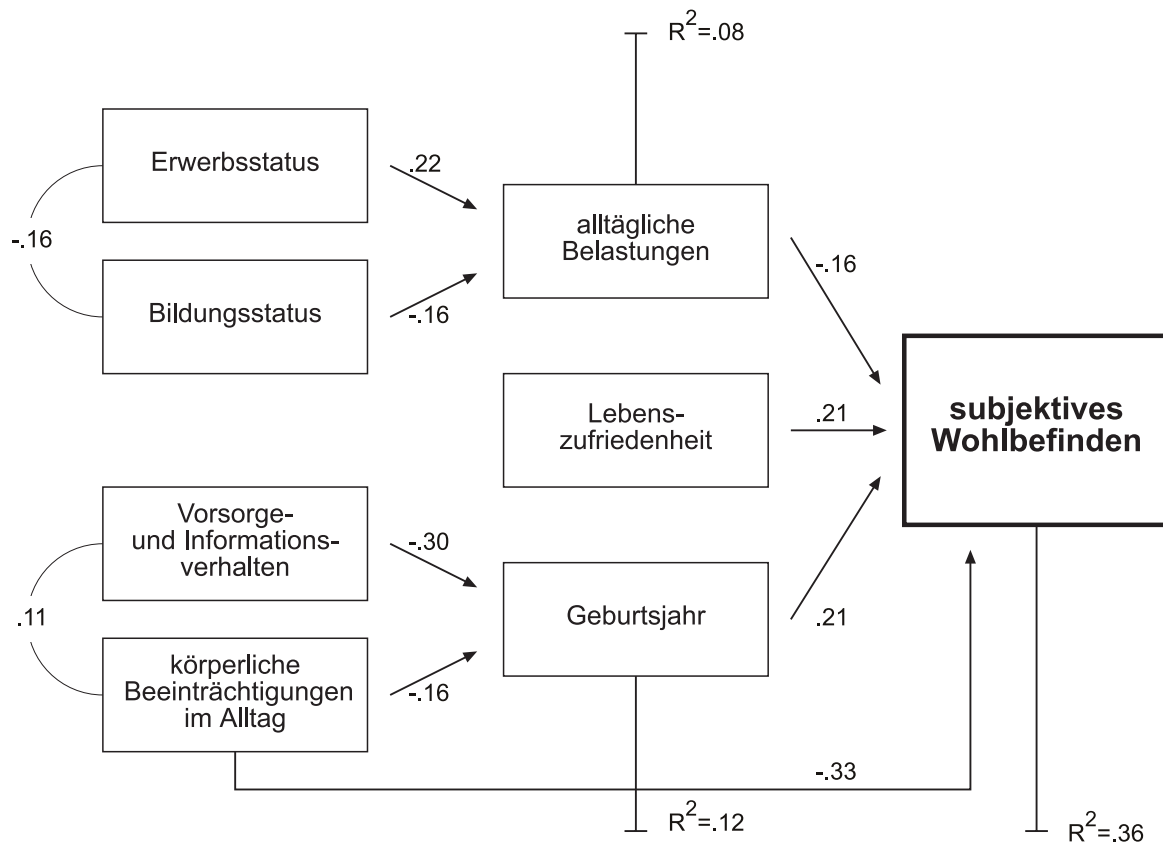 R²=.08
Erwerbsstatus
.22
alltägliche
Belastungen
-.16
-.16
Bildungsstatus
-.16
Lebens-
zufriedenheit
.21
subjektives
Wohlbefinden
Vorsorge-
und Informations-
verhalten
-.30
Geburtsjahr
.21
.11
körperliche
Beeinträchtigungen
im Alltag
-.16
-.33
R²=.12
R²=.36